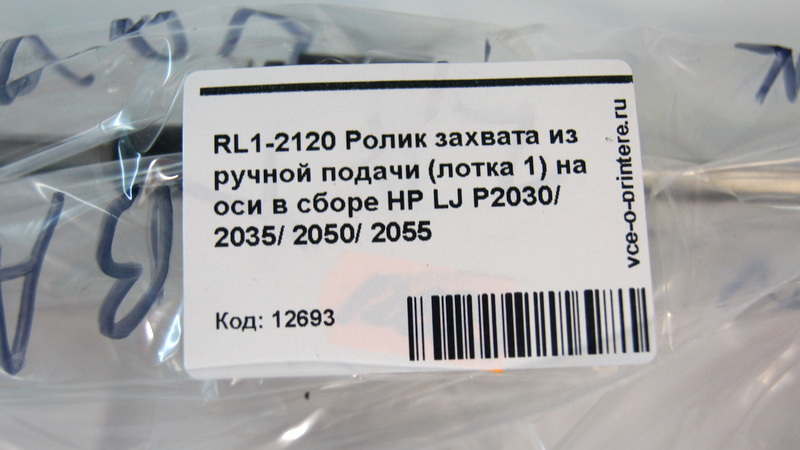 RL1-2120 Ролик захвата из
ручной подачи (лотка 1) на
оси в сборе HP LJ P2030/
2035/ 2050/ 2055
Код: 12693
vce-o-printere.ru